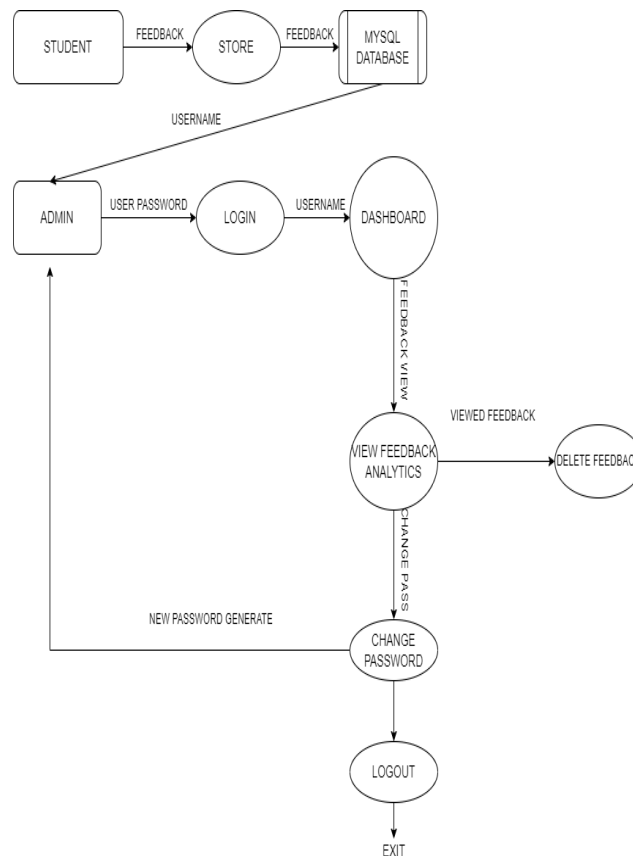 STUDENT
FEEDBACK
STORE
FEEDBACK
MYSQL
DATABASE
USERNAME
ADMIN
USER PASSWORD
LOGIN
USERNAME
DASHBOARD
FEEDBACK VIEW
VIEW FEEDBACK
ANALYTICS
VIEWED FEEDBACK
DELETE FEEDBACK
CHANGE PASS
NEW PASSWORD GENERATE
CHANGE
PASSWORD
LOGOUT
EXIT